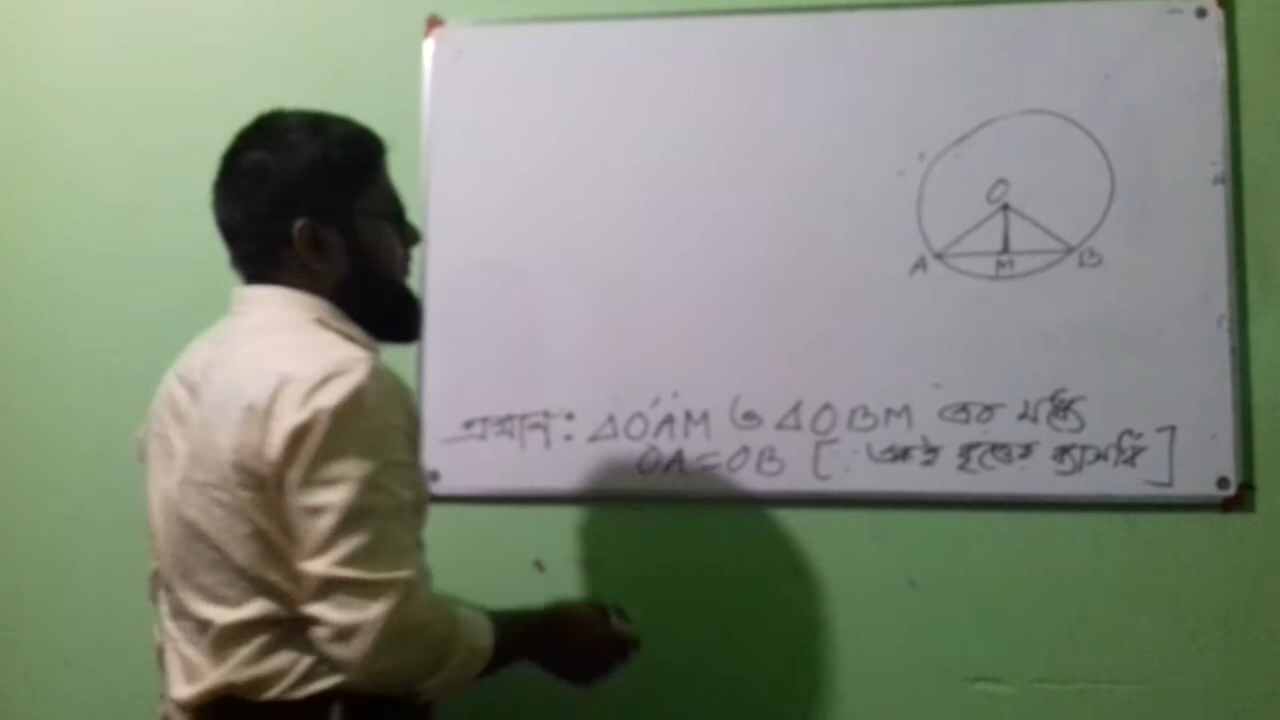 O
A M B
প্রমাণ: ΔOAM ও ΔOBM এর মধ্যে
OA=OB [∵ একই বৃত্তের ব্যাসার্ধ]